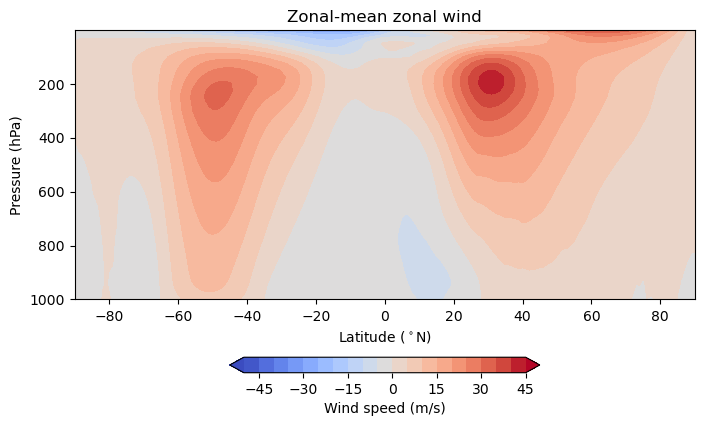 Zonal-mean zonal wind
Pressure (hPa)
200
400
600
800
1000
−80 −60 −40 −20 0 20 40 60 80
Latitude (°N)
−45 −30 −15 0 15 30 45
Wind speed (m/s)